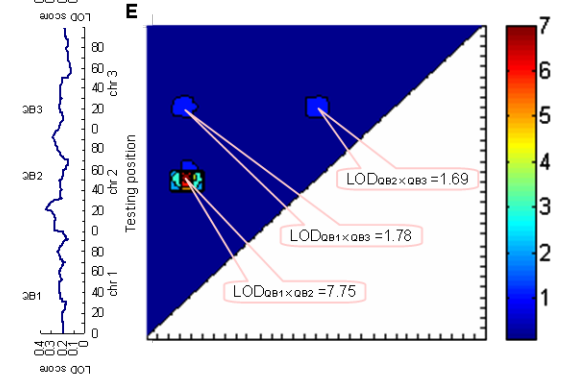 LOD score
E
7
6
5
4
3
2
1
80
60
40
20
0
chr 3
80
60
40
20
0
chr 2
80
60
40
20
0
chr 1
QB3
QB2
QB1
Testing position
LODQB2×QB3 =1.69
LODQB1×QB3 =1.78
LODQB1×QB2 =7.75
0.4
0.3
0.2
0.1
0
LOD score